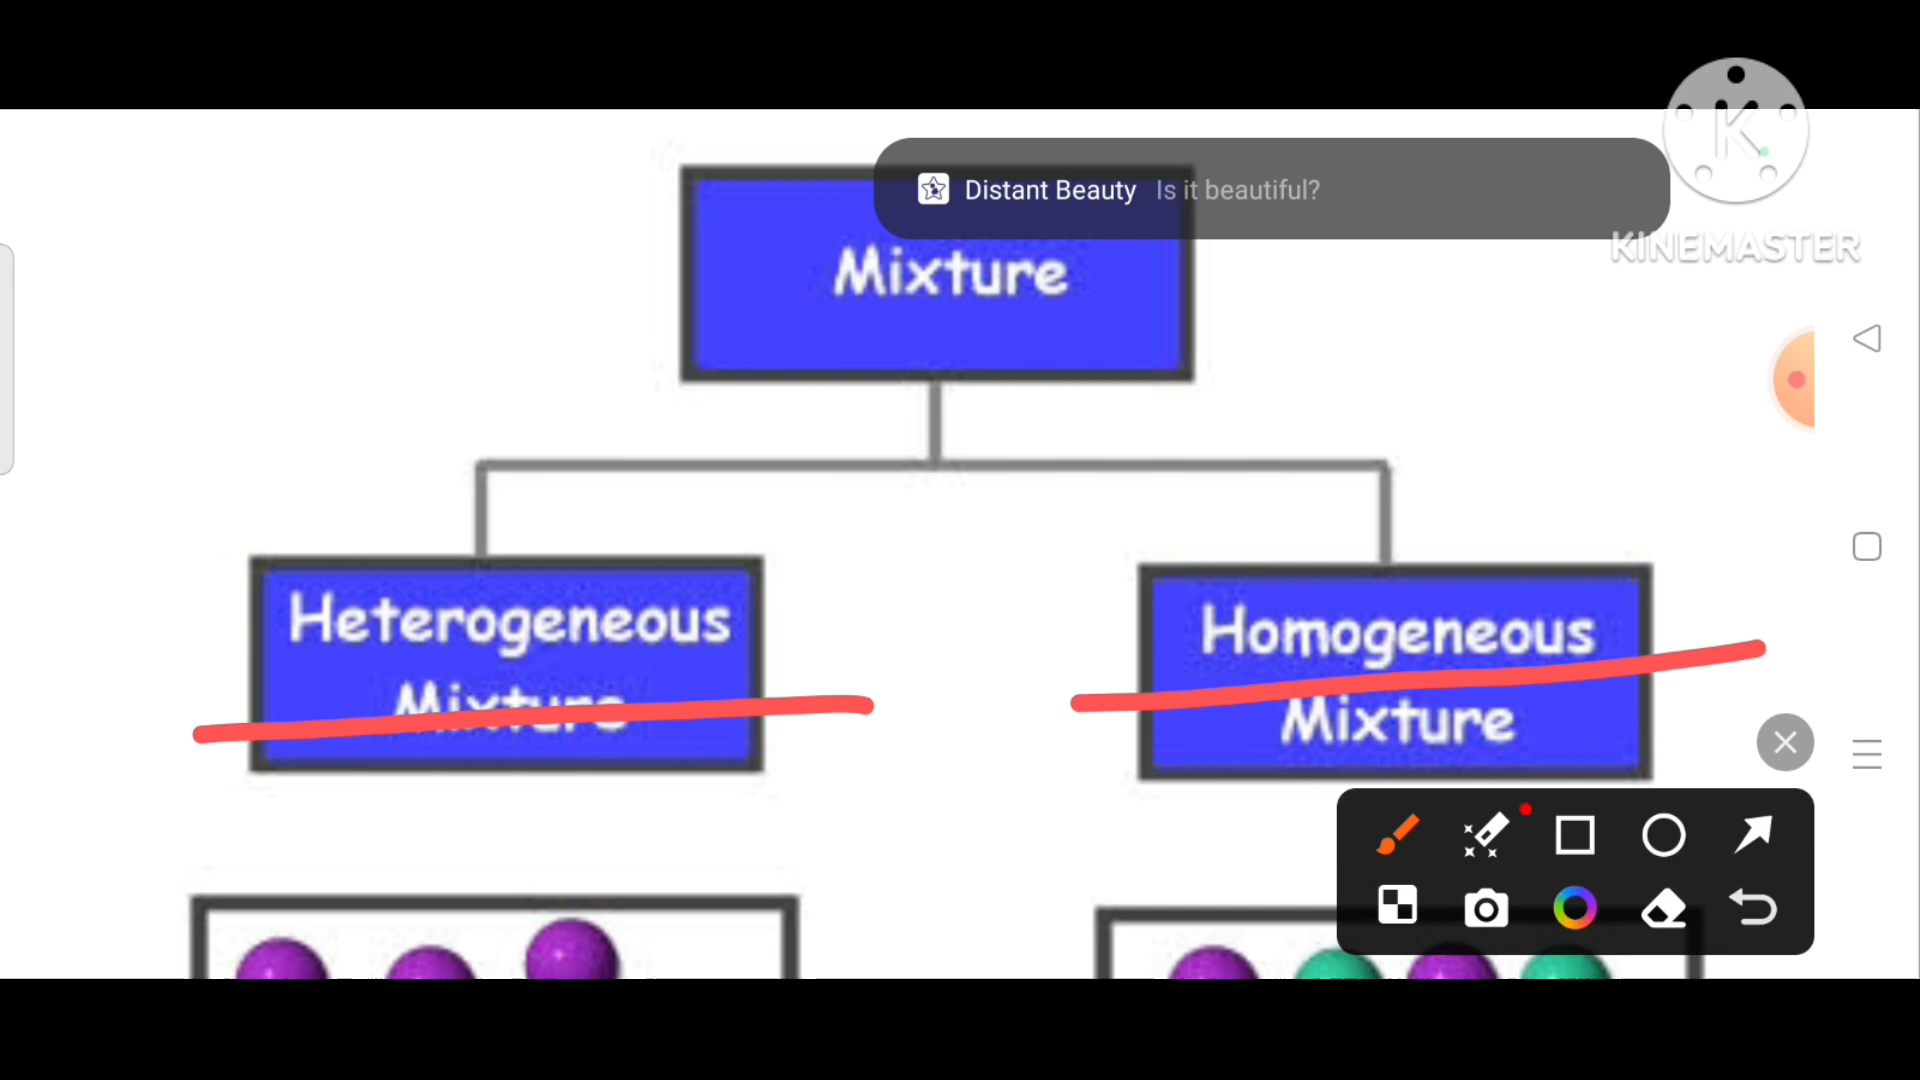 Distant Beauty Is it beautiful?
KINEMASTER
Mixture
Heterogeneous
Mixture
Homogeneous
Mixture